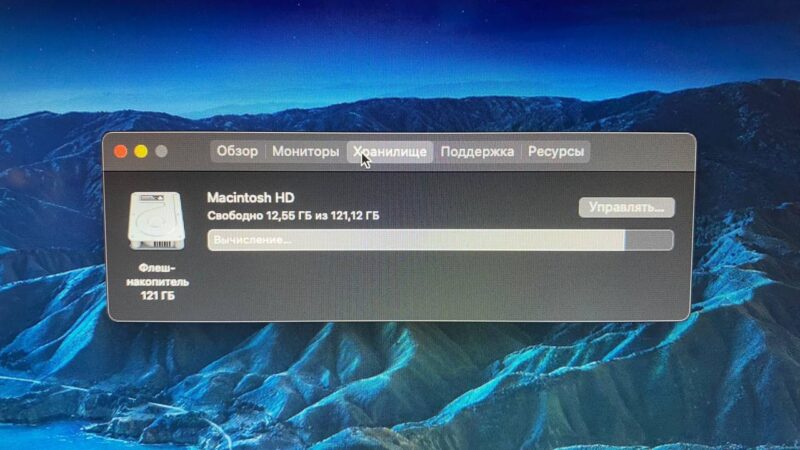 Обзор Мониторы Хранилище Поддержка Ресурсы
Macintosh HD
Свободно 12,55 ГБ из 121,12 ГБ
Управлять...
Вычисление...
Флеш-
накопитель
121 ГБ